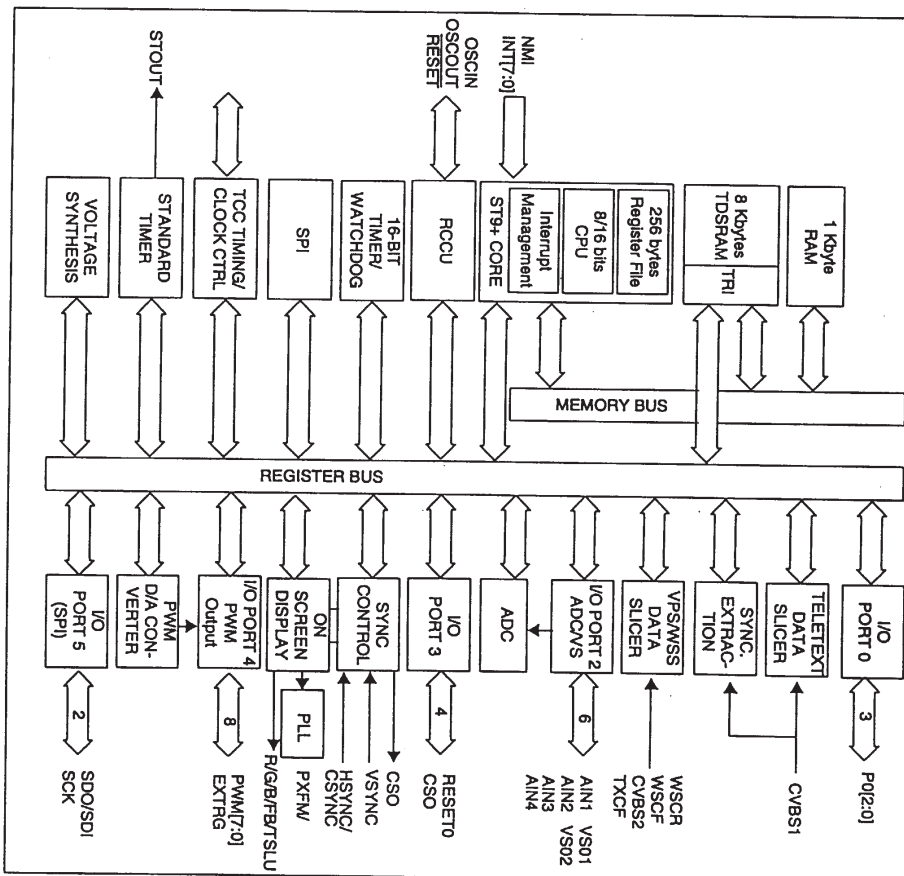 1 Kbyte
RAM
8 Kbytes
TDSRAM
TRI
256 bytes
Register File
8/16 bits
CPU
Interrupt
Management
ST9+ CORE
NMI
INT[7:0]
RCCU
OSCIN
OSCOUT
RESET
16-BIT
TIMER/
WATCHDOG
SPI
TCC TIMING/
CLOCK CTRL
STANDARD
TIMER
STOUT
VOLTAGE
SYNTHESIS
MEMORY BUS
REGISTER BUS
I/O
PORT 0
3
P0[2:0]
TELETEXT
DATA
SLICER
CVBS1
SYNC.
EXTRAC-
TION
VPS/WSS
DATA
SLICER
WSCR
WSCF
CVBS2
TXCF
I/O PORT 2
ADC/VS
6
AIN1 VS01
AIN2 VS02
AIN3
AIN4
ADC
I/O
PORT 3
4
RESET0
CSO
SYNC
CONTROL
CSO
VSYNC
HSYNC/
CSYNC
ON
SCREEN
DISPLAY
PLL
PXFM/
R/G/B/FB/TSLU
I/O PORT 4
PWM
Output
8
PWM[7:0]
EXTRG
PWM
D/A CON-
VERTER
I/O
PORT 5
(SPI)
2
SDO/SDI
SCK